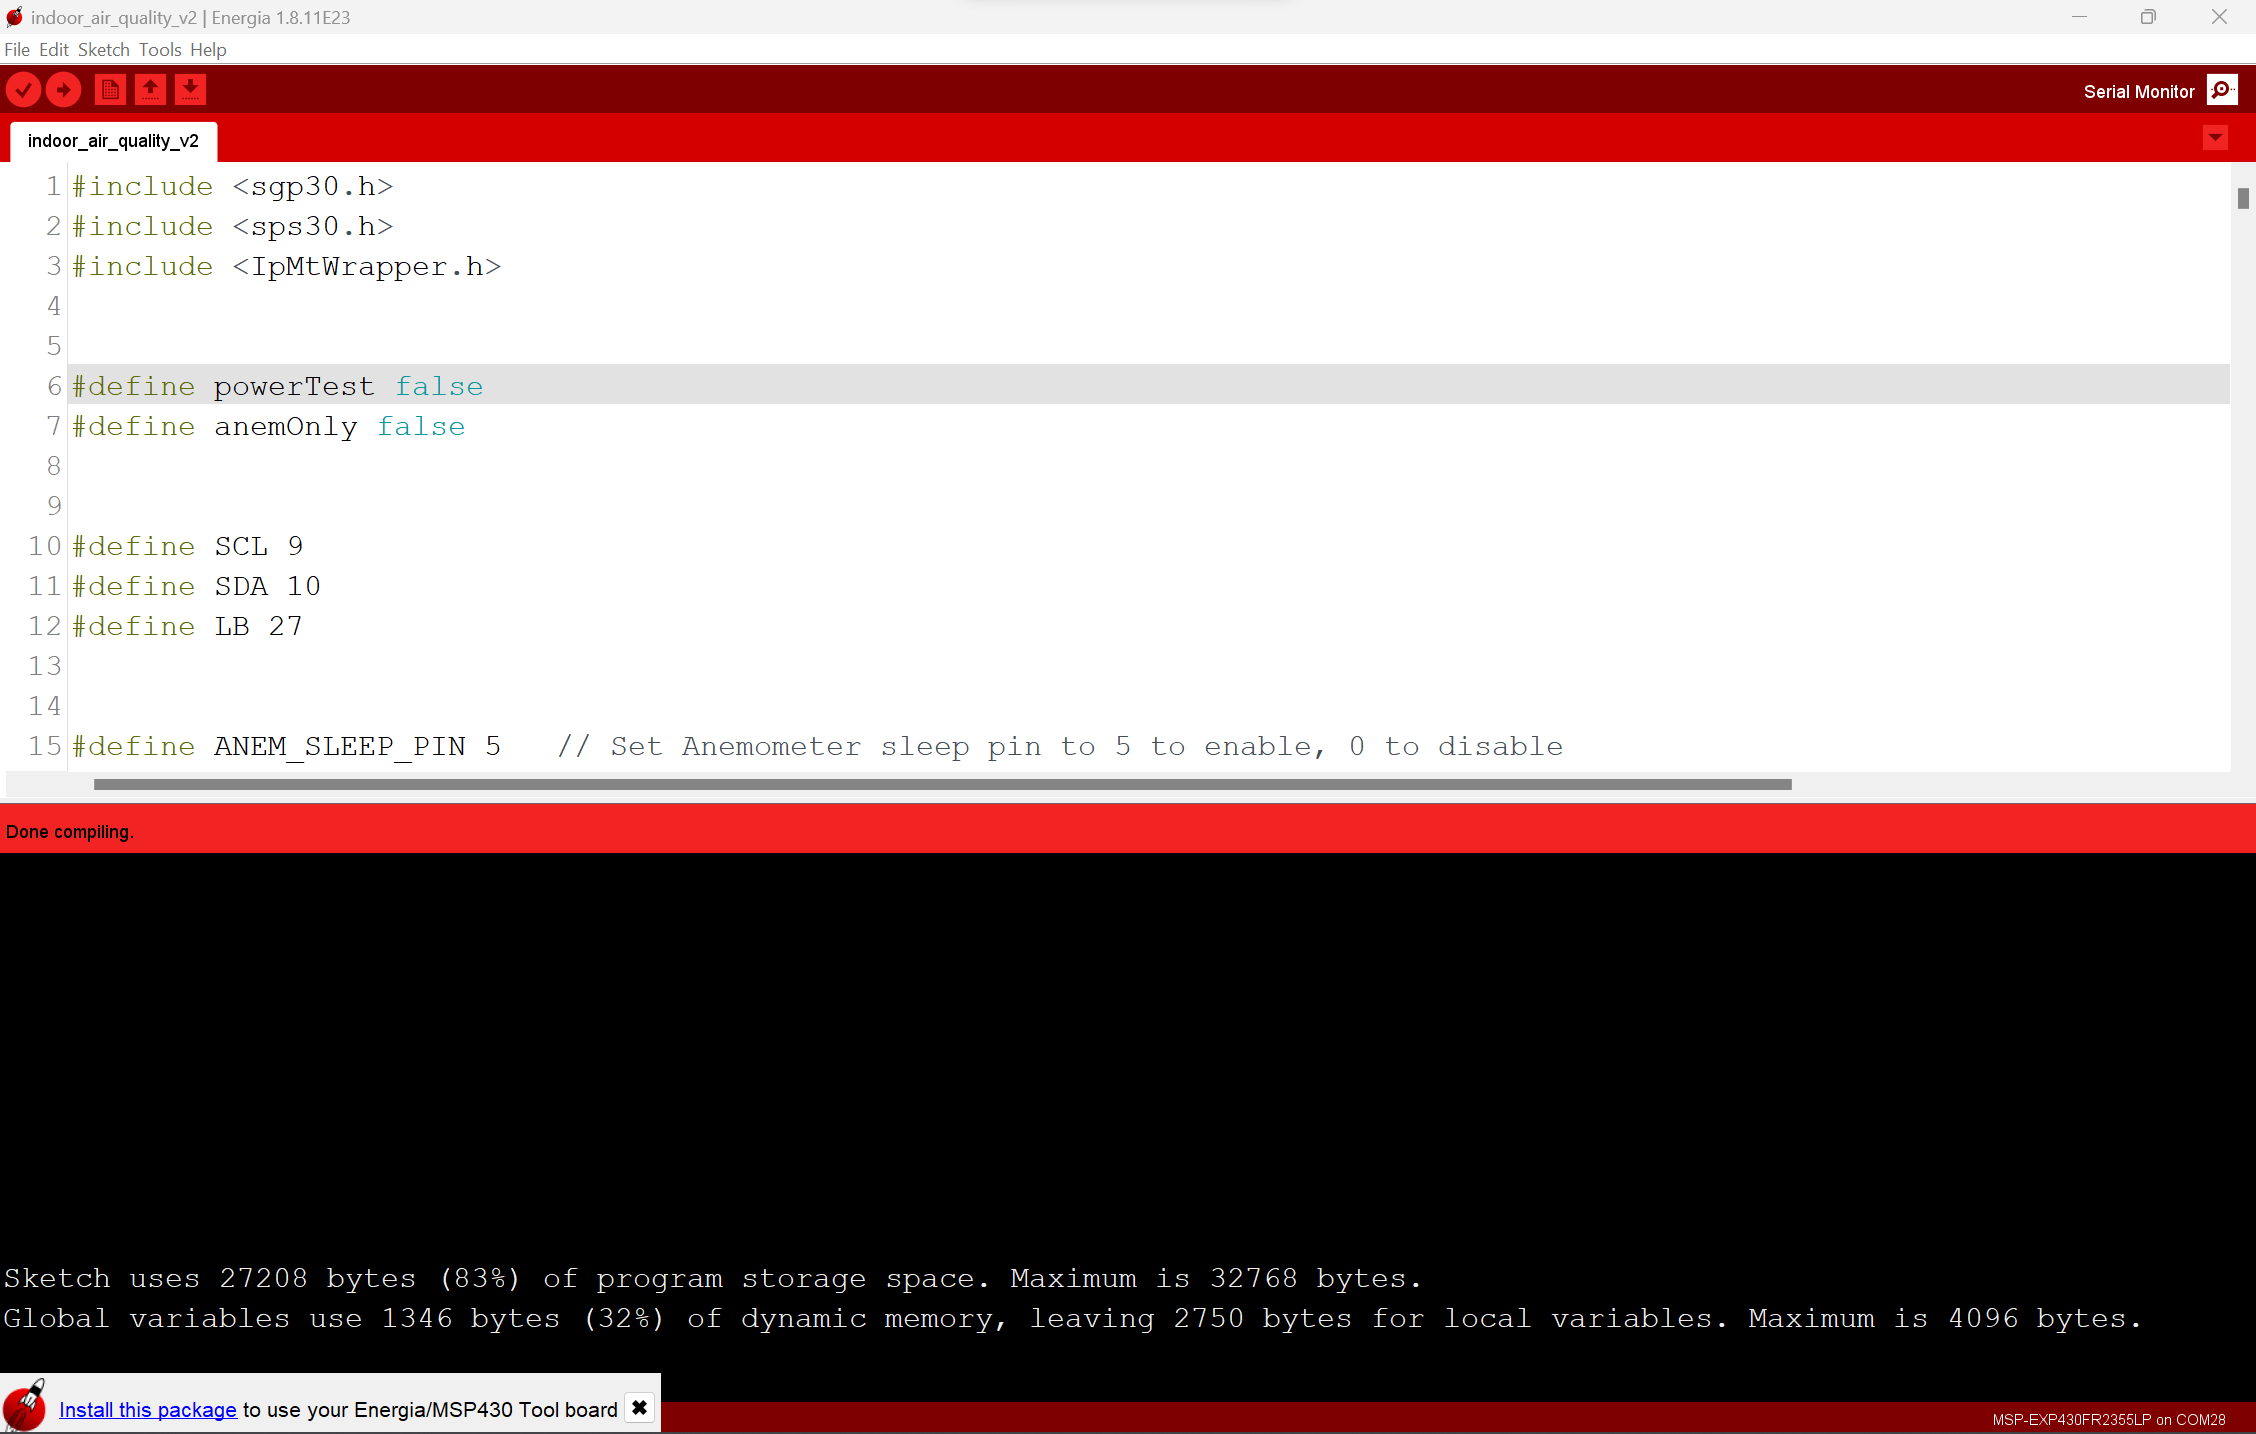 indoor_air_quality_v2 | Energia 1.8.11E23
File Edit Sketch Tools Help
Serial Monitor
indoor_air_quality_v2
1 #include <sgp30.h>
2 #include <sps30.h>
3 #include <IpMtWrapper.h>
4
5
6 #define powerTest false
7 #define anemOnly false
8
9
10 #define SCL 9
11 #define SDA 10
12 #define LB 27
13
14
15 #define ANEM_SLEEP_PIN 5   // Set Anemometer sleep pin to 5 to enable, 0 to disable
Done compiling.
Sketch uses 27208 bytes (83%) of program storage space. Maximum is 32768 bytes.
Global variables use 1346 bytes (32%) of dynamic memory, leaving 2750 bytes for local variables. Maximum is 4096 bytes.
Install this package to use your Energia/MSP430 Tool board
MSP-EXP430FR2355LP on COM28